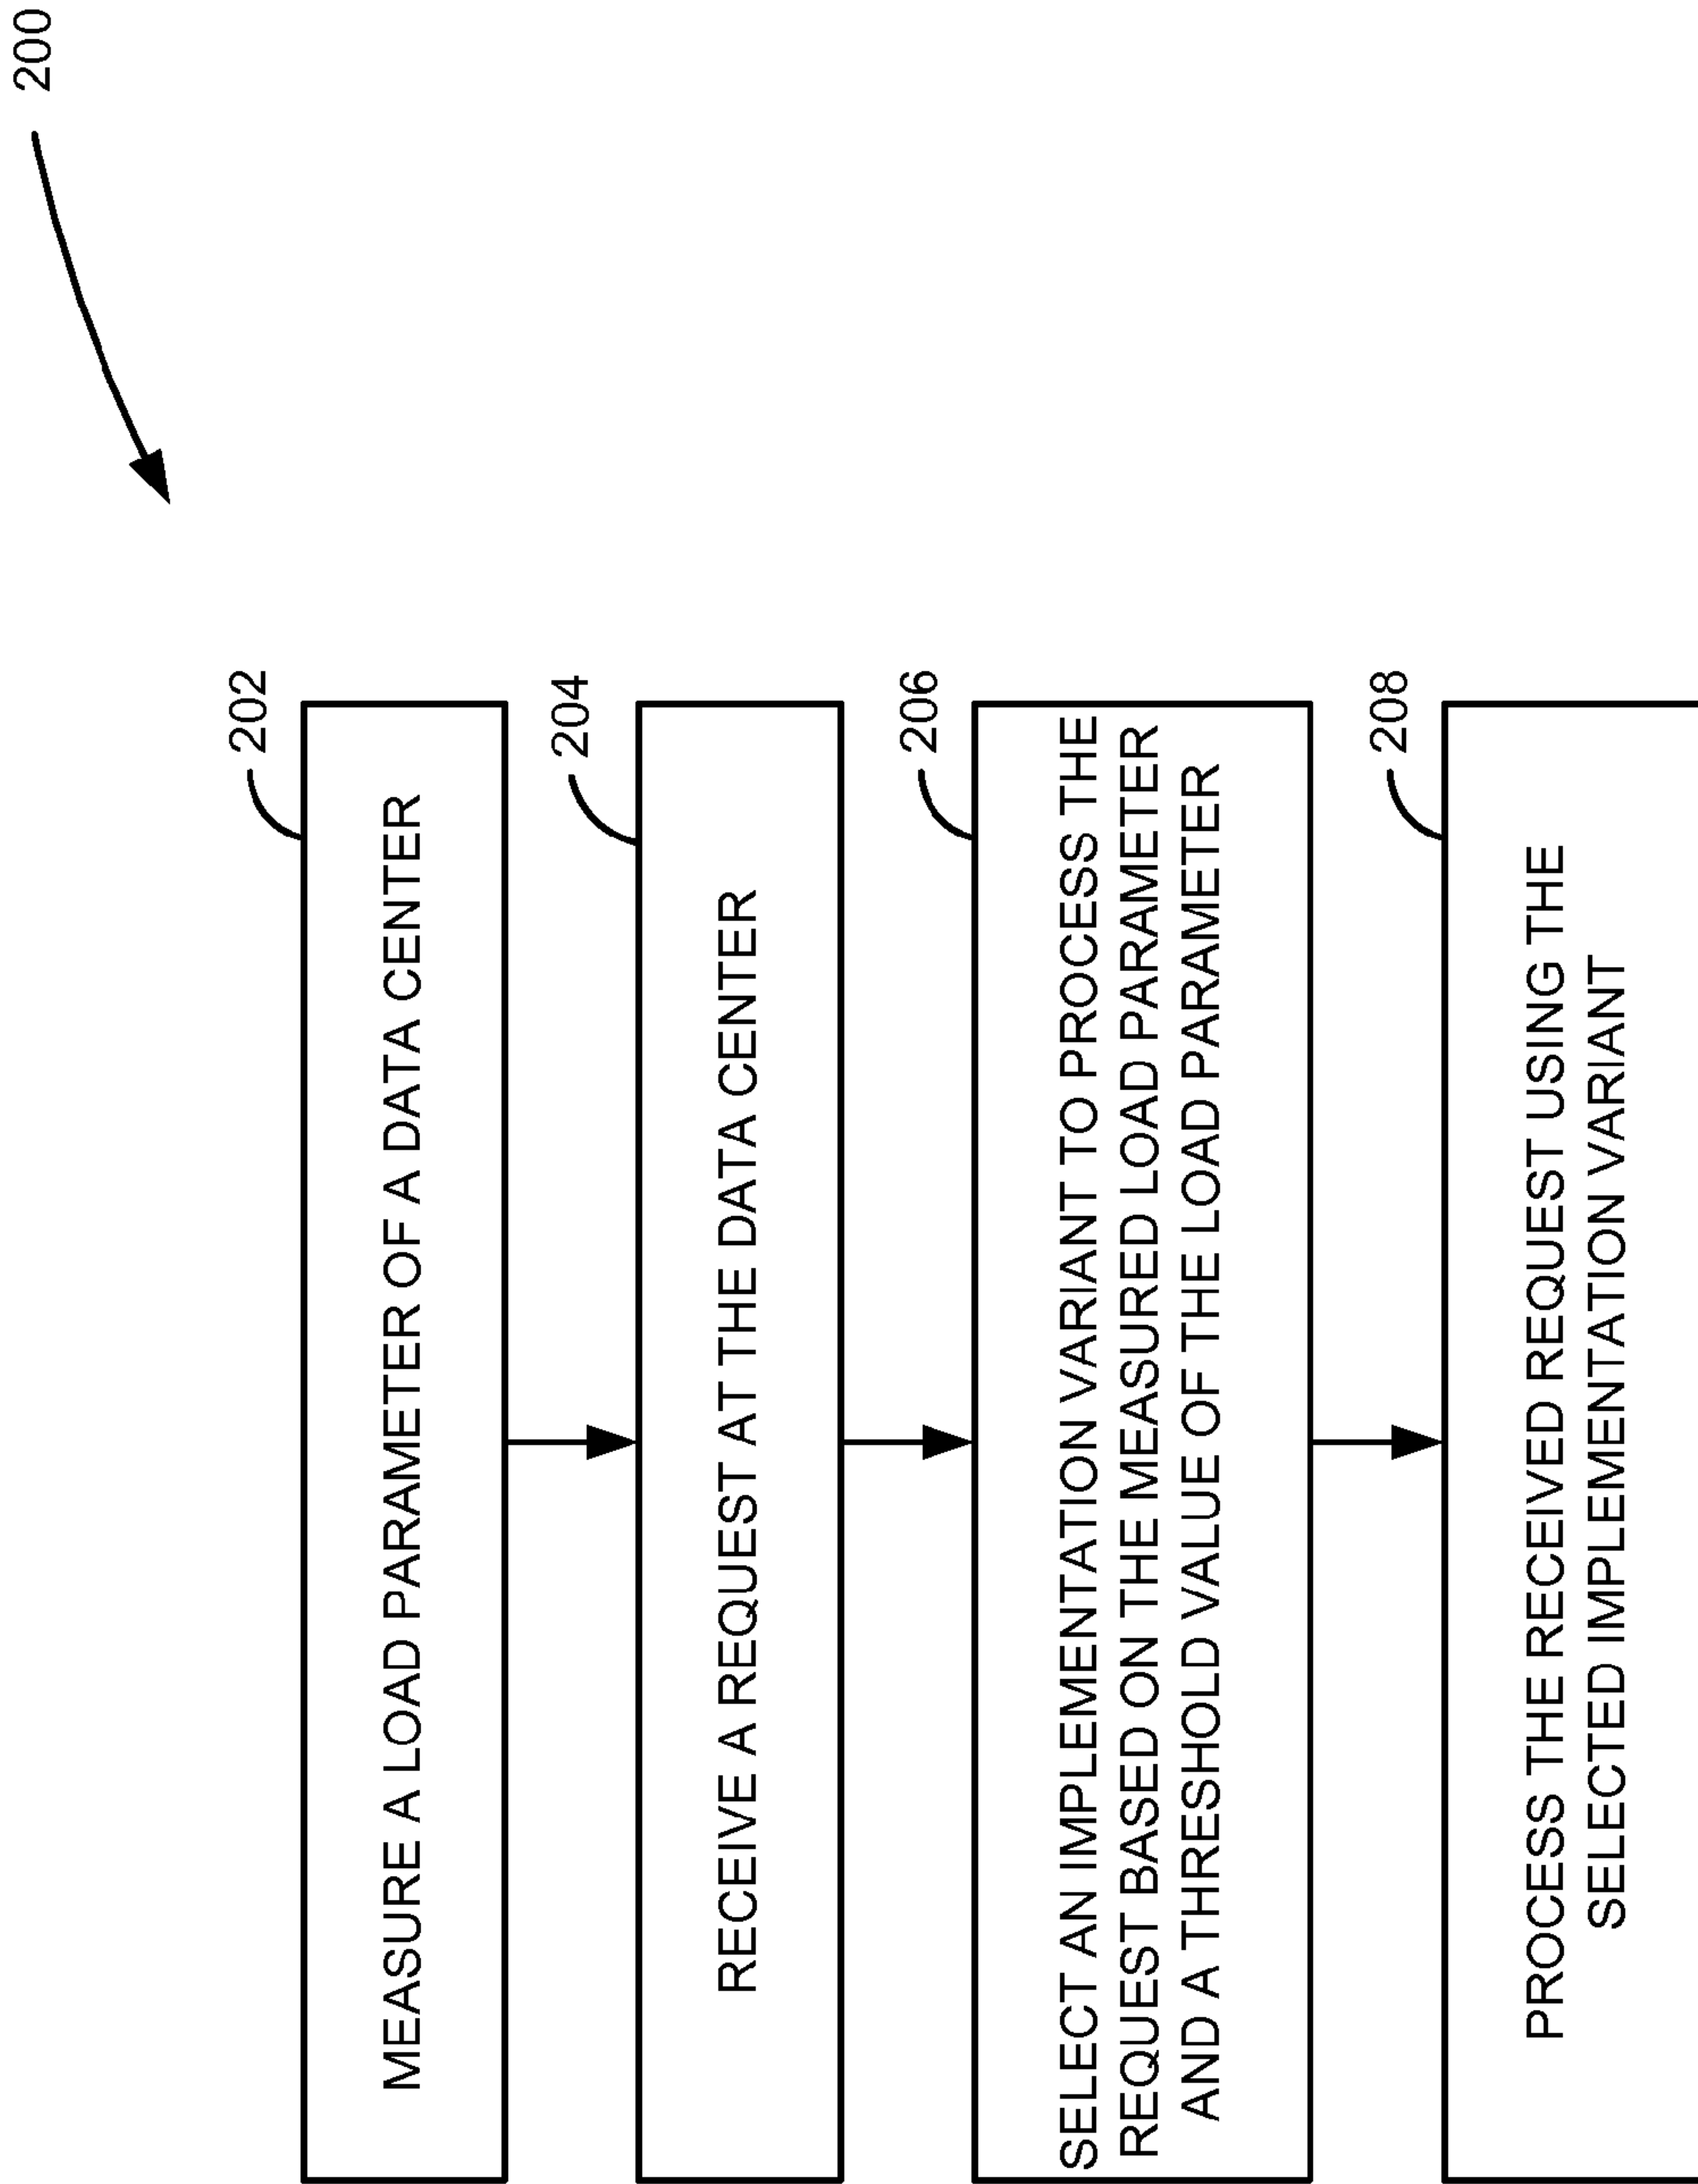 200
202
MEASURE A LOAD PARAMETER OF A DATA CENTER
204
RECEIVE A REQUEST AT THE DATA CENTER
206
SELECT AN IMPLEMENTATION VARIANT TO PROCESS THE
REQUEST BASED ON THE MEASURED LOAD PARAMETER
AND A THRESHOLD VALUE OF THE LOAD PARAMETER
208
PROCESS THE RECEIVED REQUEST USING THE
SELECTED IMPLEMENTATION VARIANT